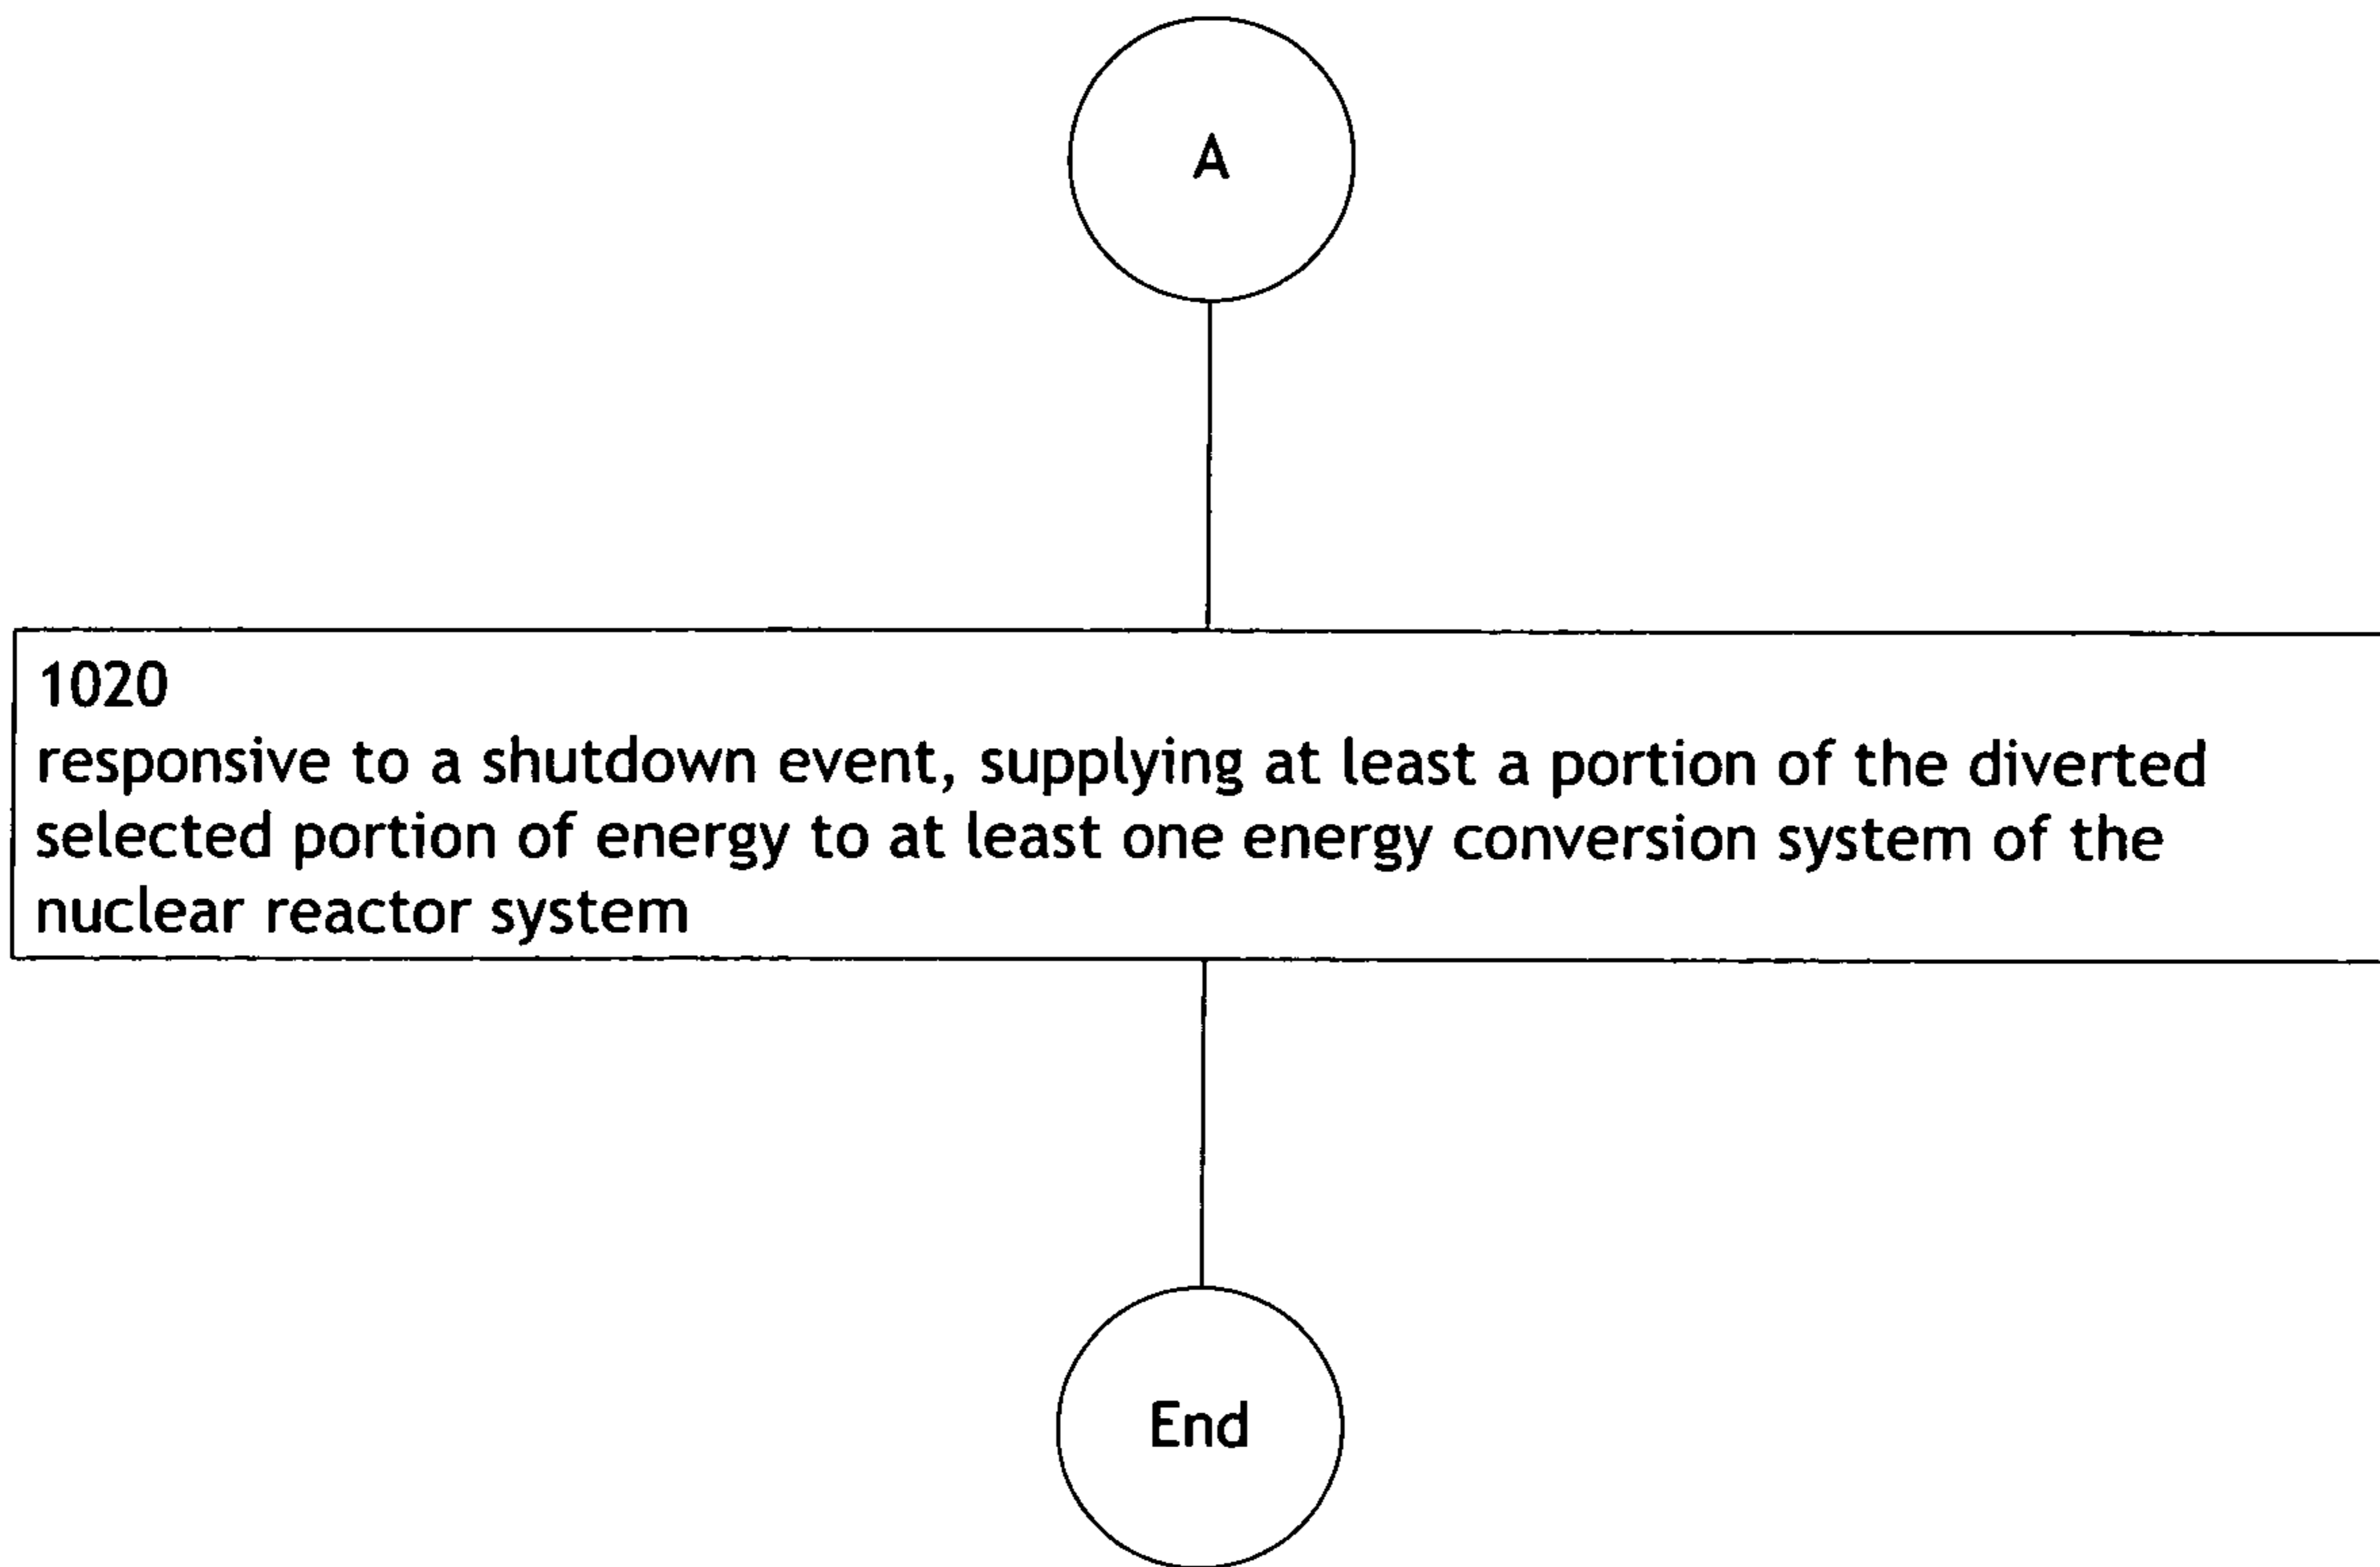 A
1020
responsive to a shutdown event, supplying at least a portion of the diverted
selected portion of energy to at least one energy conversion system of the
nuclear reactor system
End